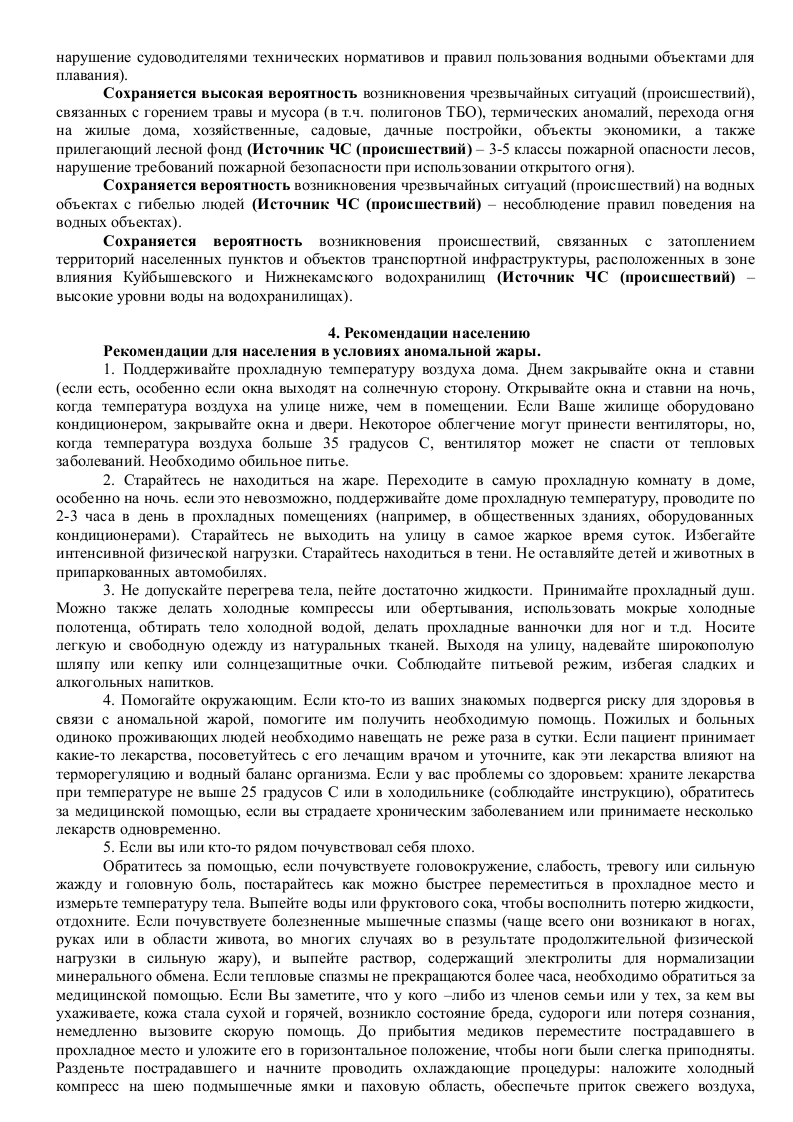 нарушение судоводителями технических нормативов и правил пользования водными объектами для
плавания).
Сохраняется высокая вероятность возникновения чрезвычайных ситуаций (происшествий),
связанных с горением травы и мусора (в т.ч. полигонов ТБО), термических аномалий, перехода огня
на жилые дома, хозяйственные, садовые, дачные постройки, объекты экономики, а также
прилегающий лесной фонд (Источник ЧС (происшествий) – 3-5 классы пожарной опасности лесов,
нарушение требований пожарной безопасности при использовании открытого огня).
Сохраняется вероятность возникновения чрезвычайных ситуаций (происшествий) на водных
объектах с гибелью людей (Источник ЧС (происшествий) – несоблюдение правил поведения на
водных объектах).
Сохраняется вероятность возникновения происшествий, связанных с затоплением
территорий населенных пунктов и объектов транспортной инфраструктуры, расположенных в зоне
влияния Куйбышевского и Нижнекамского водохранилищ (Источник ЧС (происшествий) –
высокие уровни воды на водохранилищах).
4. Рекомендации населению
Рекомендации для населения в условиях аномальной жары.
1. Поддерживайте прохладную температуру воздуха дома. Днем закрывайте окна и ставни
(если есть, особенно если окна выходят на солнечную сторону. Открывайте окна и ставни на ночь,
когда температура воздуха на улице ниже, чем в помещении. Если Ваше жилище оборудовано
кондиционером, закрывайте окна и двери. Некоторое облегчение могут принести вентиляторы, но,
когда температура воздуха больше 35 градусов С, вентилятор может не спасти от тепловых
заболеваний. Необходимо обильное питье.
2. Старайтесь не находиться на жаре. Переходите в самую прохладную комнату в доме,
особенно на ночь. если это невозможно, поддерживайте доме прохладную температуру, проводите по
2-3 часа в день в прохладных помещениях (например, в общественных зданиях, оборудованных
кондиционерами). Старайтесь не выходить на улицу в самое жаркое время суток. Избегайте
интенсивной физической нагрузки. Старайтесь находиться в тени. Не оставляйте детей и животных в
припаркованных автомобилях.
3. Не допускайте перегрева тела, пейте достаточно жидкости. Принимайте прохладный душ.
Можно также делать холодные компрессы или обертывания, использовать мокрые холодные
полотенца, обтирать тело холодной водой, делать прохладные ванночки для ног и т.д. Носите
легкую и свободную одежду из натуральных тканей. Выходя на улицу, надевайте широкополую
шляпу или кепку или солнцезащитные очки. Соблюдайте питьевой режим, избегая сладких и
алкогольных напитков.
4. Помогайте окружающим. Если кто-то из ваших знакомых подвергся риску для здоровья в
связи с аномальной жарой, помогите им получить необходимую помощь. Пожилых и больных
одиноко проживающих людей необходимо навещать не реже раза в сутки. Если пациент принимает
какие-то лекарства, посоветуйтесь с его лечащим врачом и уточните, как эти лекарства влияют на
терморегуляцию и водный баланс организма. Если у вас проблемы со здоровьем: храните лекарства
при температуре не выше 25 градусов С или в холодильнике (соблюдайте инструкцию), обратитесь
за медицинской помощью, если вы страдаете хроническим заболеванием или принимаете несколько
лекарств одновременно.
5. Если вы или кто-то рядом почувствовал себя плохо.
Обратитесь за помощью, если почувствуете головокружение, слабость, тревогу или сильную
жажду и головную боль, постарайтесь как можно быстрее переместиться в прохладное место и
измерьте температуру тела. Выпейте воды или фруктового сока, чтобы восполнить потерю жидкости,
отдохните. Если почувствуете болезненные мышечные спазмы (чаще всего они возникают в ногах,
руках или в области живота, во многих случаях во в результате продолжительной физической
нагрузки в сильную жару), и выпейте раствор, содержащий электролиты для нормализации
минерального обмена. Если тепловые спазмы не прекращаются более часа, необходимо обратиться за
медицинской помощью. Если Вы заметите, что у кого –либо из членов семьи или у тех, за кем вы
ухаживаете, кожа стала сухой и горячей, возникло состояние бреда, судороги или потеря сознания,
немедленно вызовите скорую помощь. До прибытия медиков переместите пострадавшего в
прохладное место и уложите его в горизонтальное положение, чтобы ноги были слегка приподняты.
Разденьте пострадавшего и начните проводить охлаждающие процедуры: наложите холодный
компресс на шею подмышечные ямки и паховую область, обеспечьте приток свежего воздуха,